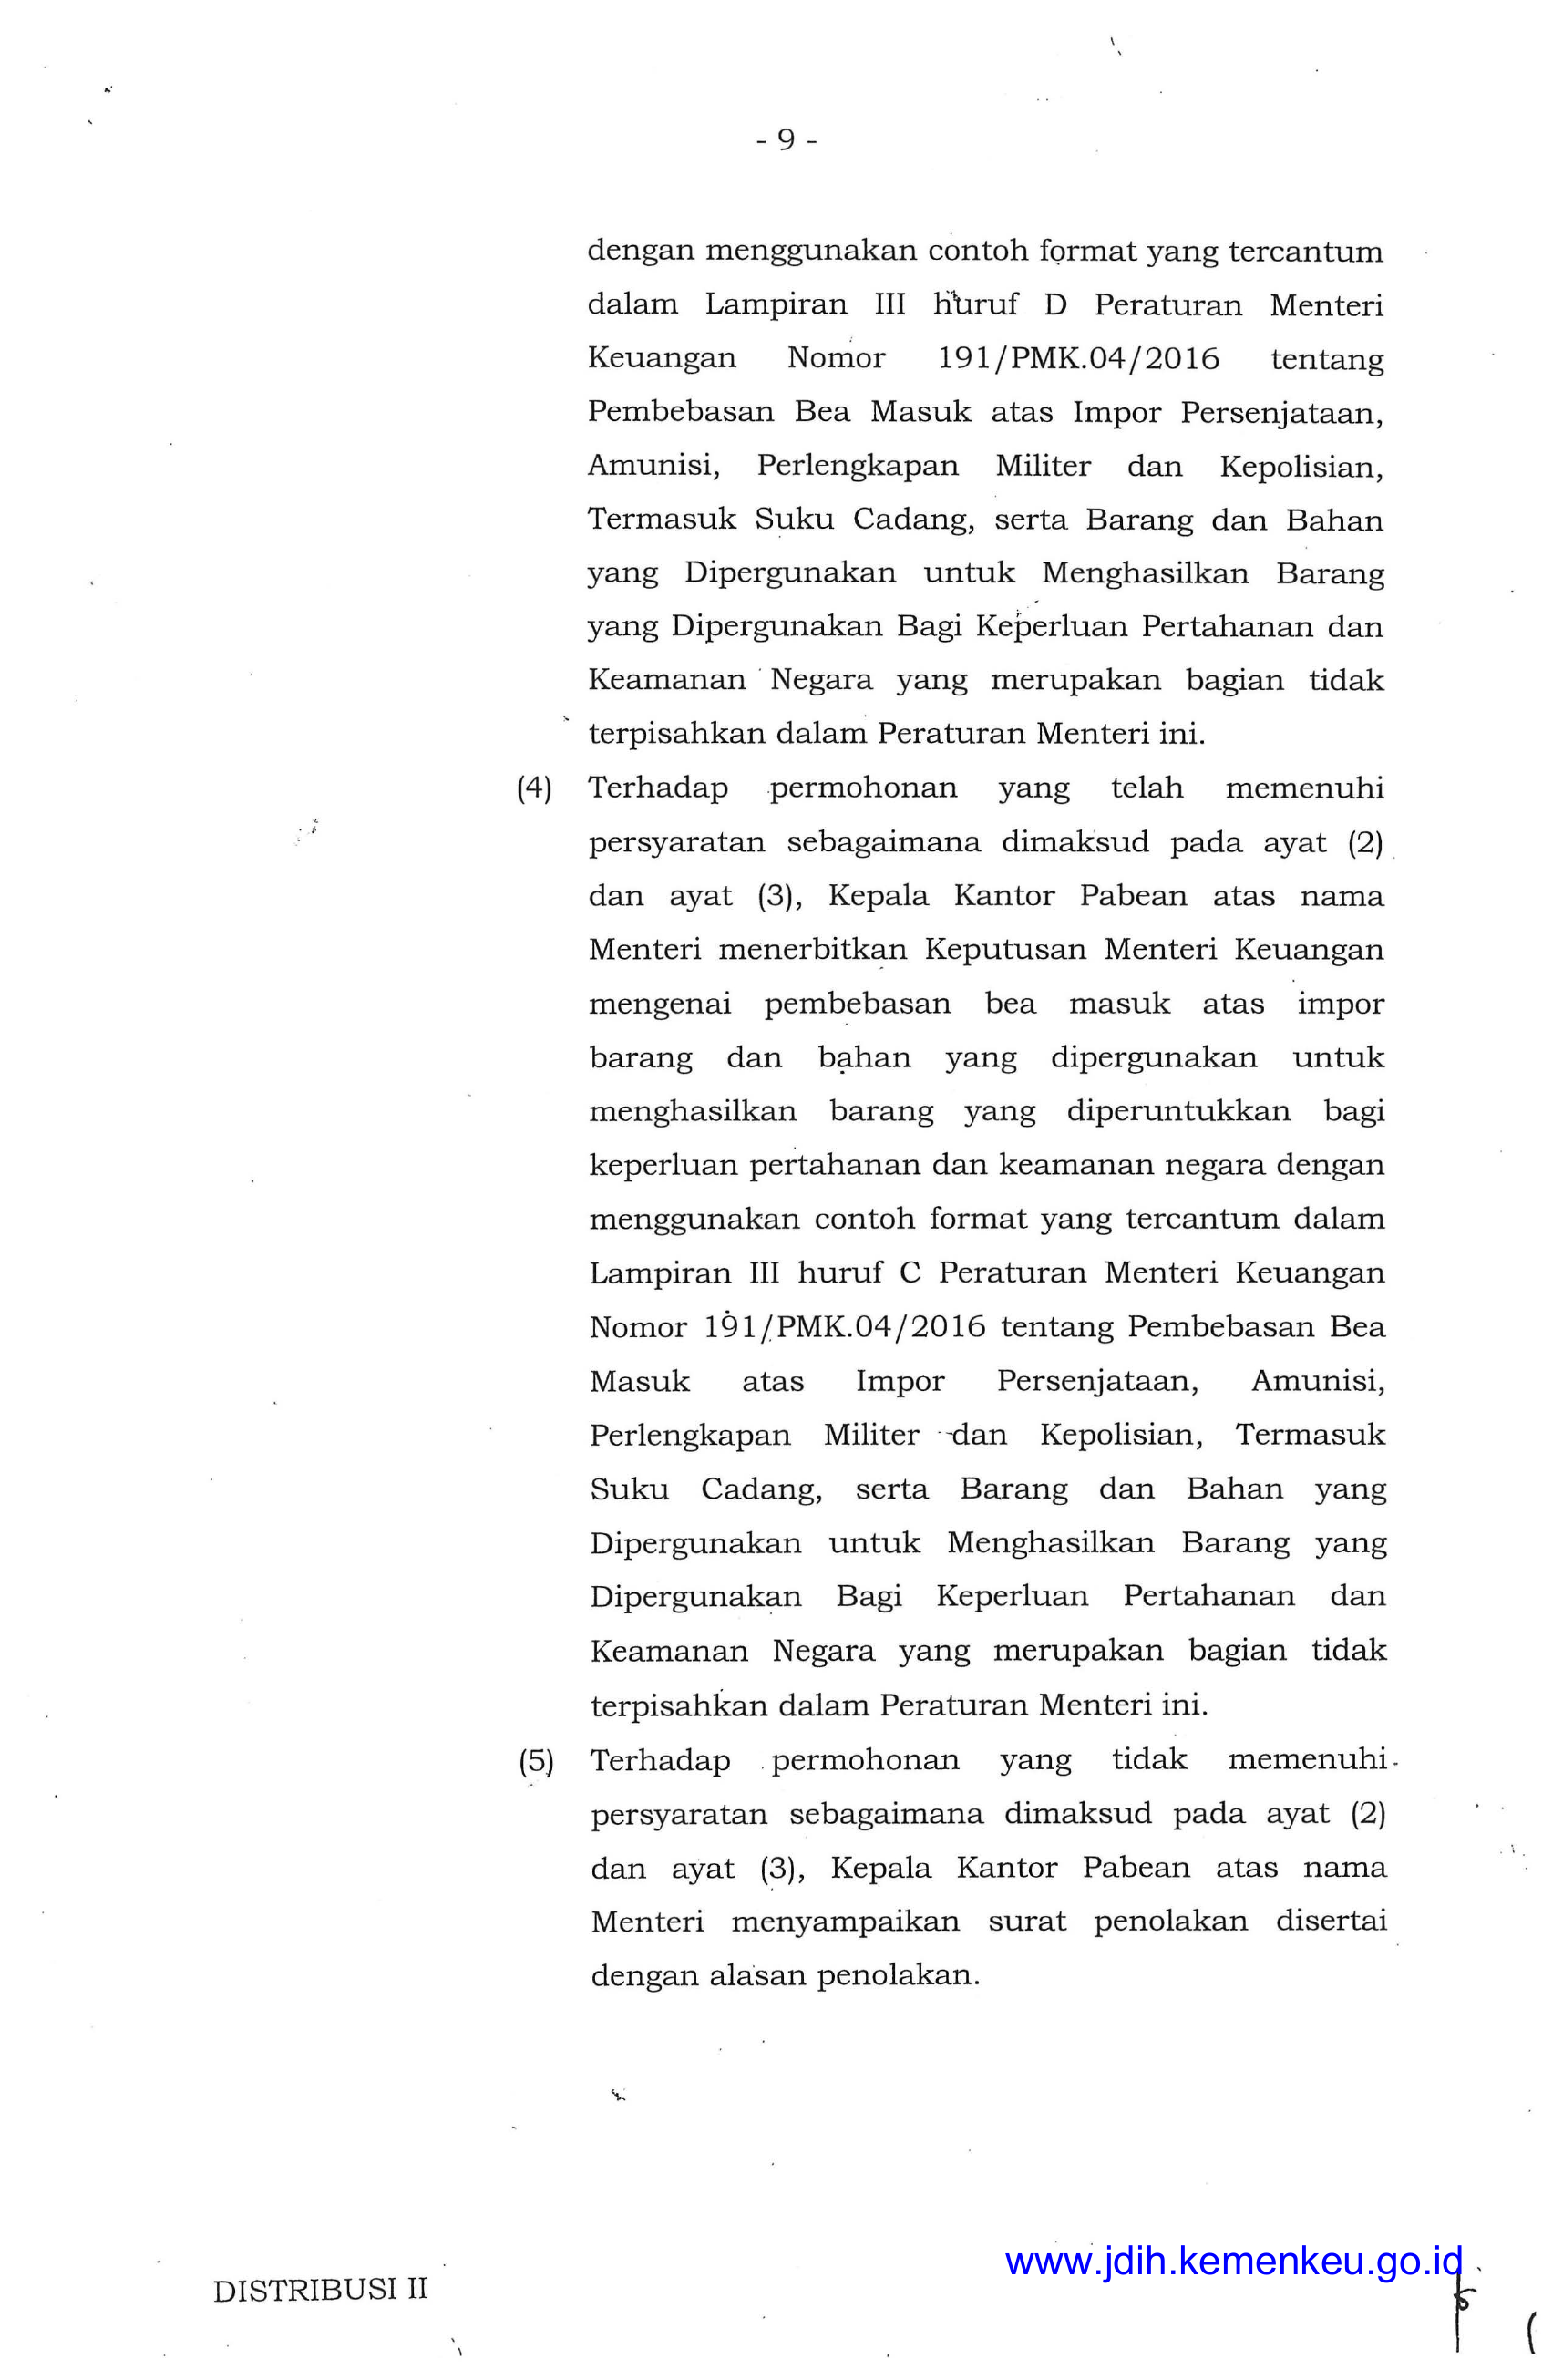 - 9 -
dengan menggunakan contoh format yang tercantum
dalam Lampiran III huruf D Peraturan Menteri
Keuangan Nomor 191/PMK.04/2016 tentang
Pembebasan Bea Masuk atas Impor Persenjataan,
Amunisi, Perlengkapan Militer dan Kepolisian,
Termasuk Suku Cadang, serta Barang dan Bahan
yang Dipergunakan untuk Menghasilkan Barang
yang Dipergunakan Bagi Keperluan Pertahanan dan
Keamanan Negara yang merupakan bagian tidak
terpisahkan dalam Peraturan Menteri ini.
(4) Terhadap permohonan yang telah memenuhi
persyaratan sebagaimana dimaksud pada ayat (2)
dan ayat (3), Kepala Kantor Pabean atas nama
Menteri menerbitkan Keputusan Menteri Keuangan
mengenai pembebasan bea masuk atas impor
barang dan bahan yang dipergunakan untuk
menghasilkan barang yang diperuntukkan bagi
keperluan pertahanan dan keamanan negara dengan
menggunakan contoh format yang tercantum dalam
Lampiran III huruf C Peraturan Menteri Keuangan
Nomor 191/PMK.04/2016 tentang Pembebasan Bea
Masuk atas Impor Persenjataan, Amunisi,
Perlengkapan Militer dan Kepolisian, Termasuk
Suku Cadang, serta Barang dan Bahan yang
Dipergunakan untuk Menghasilkan Barang yang
Dipergunakan Bagi Keperluan Pertahanan dan
Keamanan Negara yang merupakan bagian tidak
terpisahkan dalam Peraturan Menteri ini.
(5) Terhadap permohonan yang tidak memenuhi
persyaratan sebagaimana dimaksud pada ayat (2)
dan ayat (3), Kepala Kantor Pabean atas nama
Menteri menyampaikan surat penolakan disertai
dengan alasan penolakan.
www.jdih.kemenkeu.go.id
DISTRIBUSI II